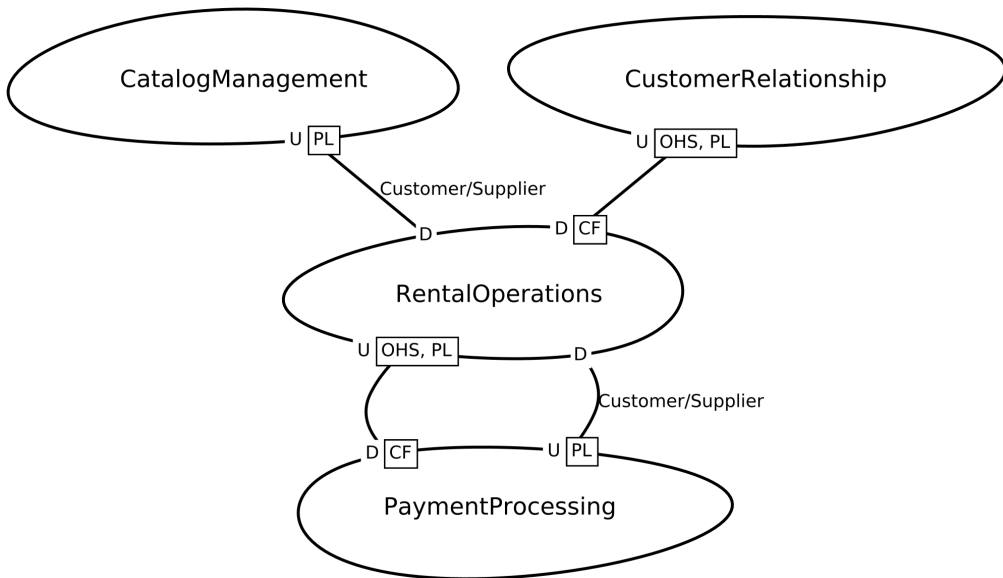 CatalogManagement
CustomerRelationship
U PL
U OHS, PL
Customer/Supplier
D
D CF
RentalOperations
U OHS, PL
D
Customer/Supplier
D CF
U PL
PaymentProcessing